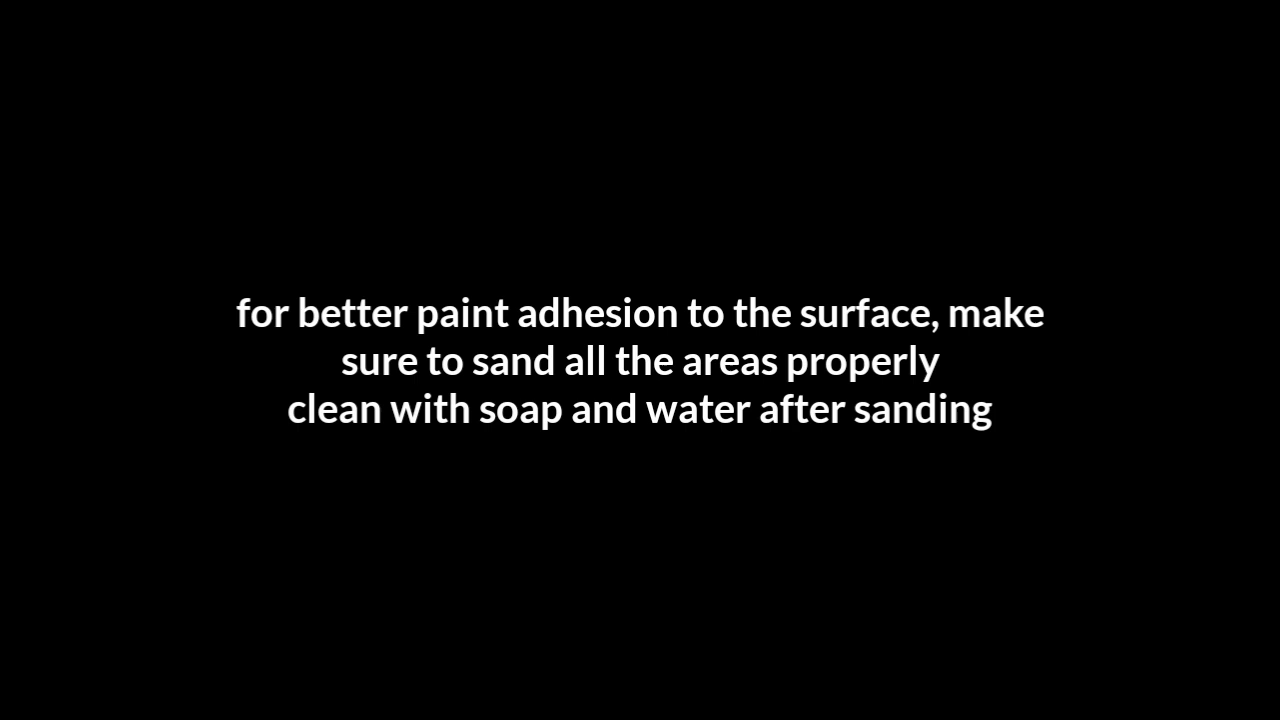 for better paint adhesion to the surface, make
sure to sand all the areas properly
clean with soap and water after sanding